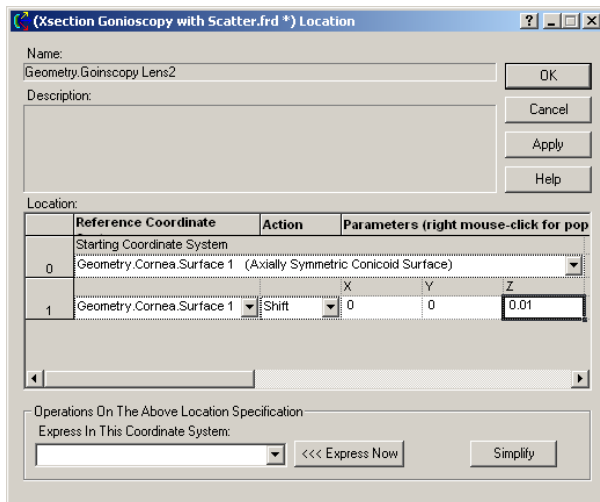 (Xsection Gonioscopy with Scatter.frd *) Location
Name:
Geometry.Goinscopy Lens2
OK
Description:
Cancel
Apply
Help
Location:
Reference Coordinate Action Parameters (right mouse-click for pop
Starting Coordinate System
0 Geometry.Cornea.Surface 1 (Axially Symmetric Conicoid Surface)
X Y Z
1 Geometry.Cornea.Surface 1 Shift 0 0 0.01
Operations On The Above Location Specification
Express In This Coordinate System:
<<< Express Now Simplify